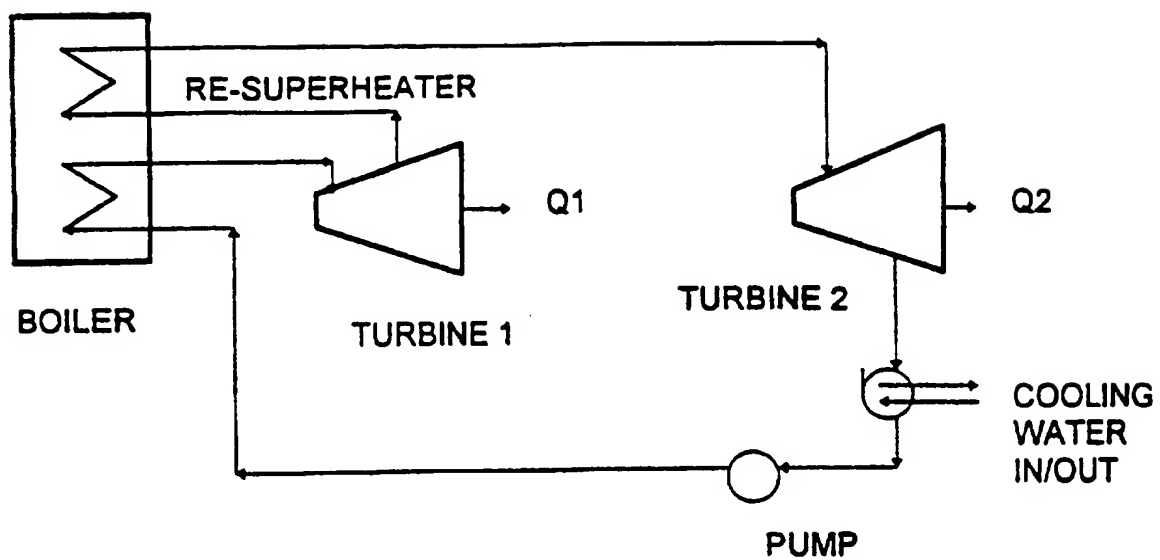 RE-SUPERHEATER
Q1
Q2
BOILER
TURBINE 1
TURBINE 2
COOLING
WATER
IN/OUT
PUMP